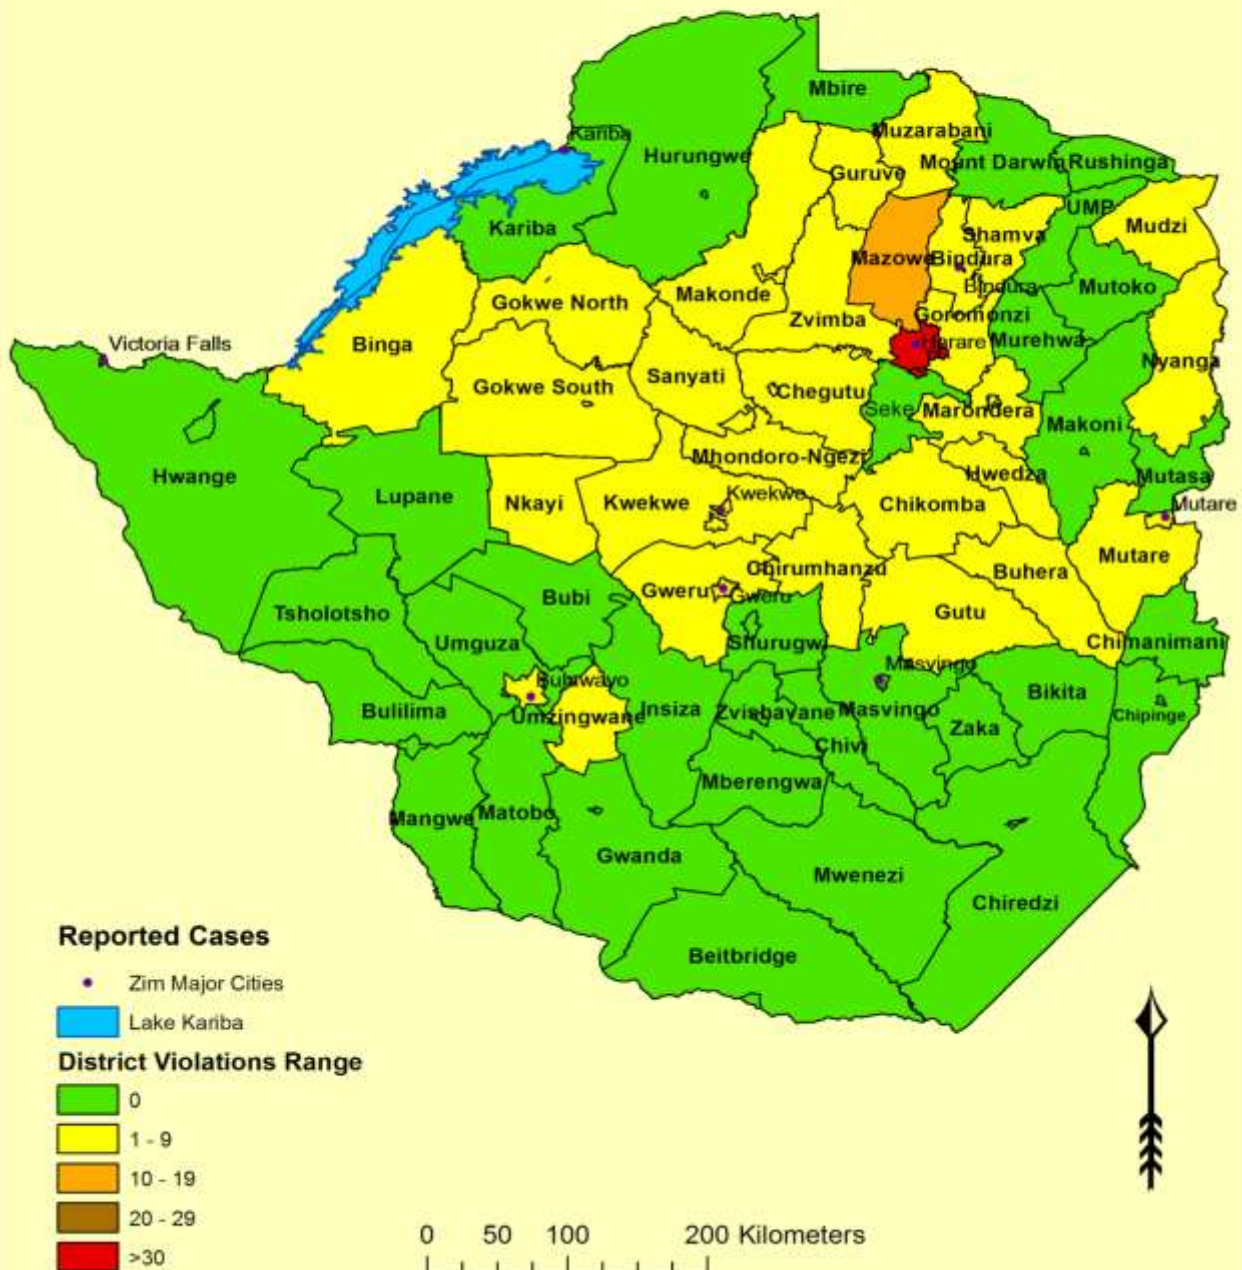 Mbire
Muzarabani
Kariba
Hurungwe
Mount Darwin
Rushinga
Guruve
UMP
Mudzi
Kariba
Shamva
Mazowe
Bindura
Bindura
Mutoko
Gokwe North
Makonde
Zvimba
Goromonzi
Victoria Falls
Binga
Harare
Murehwa
Nyanga
Sanyati
Gokwe South
Chegutu
Seke
Marondera
Makoni
Mhondoro-Ngezi
Hwedza
Hwange
Mutasa
Lupane
Nkayi
Kwekwe
Kwekwe
Chikomba
Mutare
Mutare
Chirumhanzu
Buhera
Gweru
Gweru
Bubi
Gutu
Tsholotsho
Umguza
Shurugwi
Chimanimani
Masvingo
Bubiwayo
Bikita
Bulilima
Umzingwane
Insiza
Zvishavane
Masvingo
Chipinge
Zaka
Chivi
Mberengwa
Mangwe
Matobo
Gwanda
Mwenezi
Chiredzi
Beitbridge
Reported Cases
Zim Major Cities
Lake Kariba
District Violations Range
0
1 - 9
10 - 19
20 - 29
>30
0 50 100 200 Kilometers